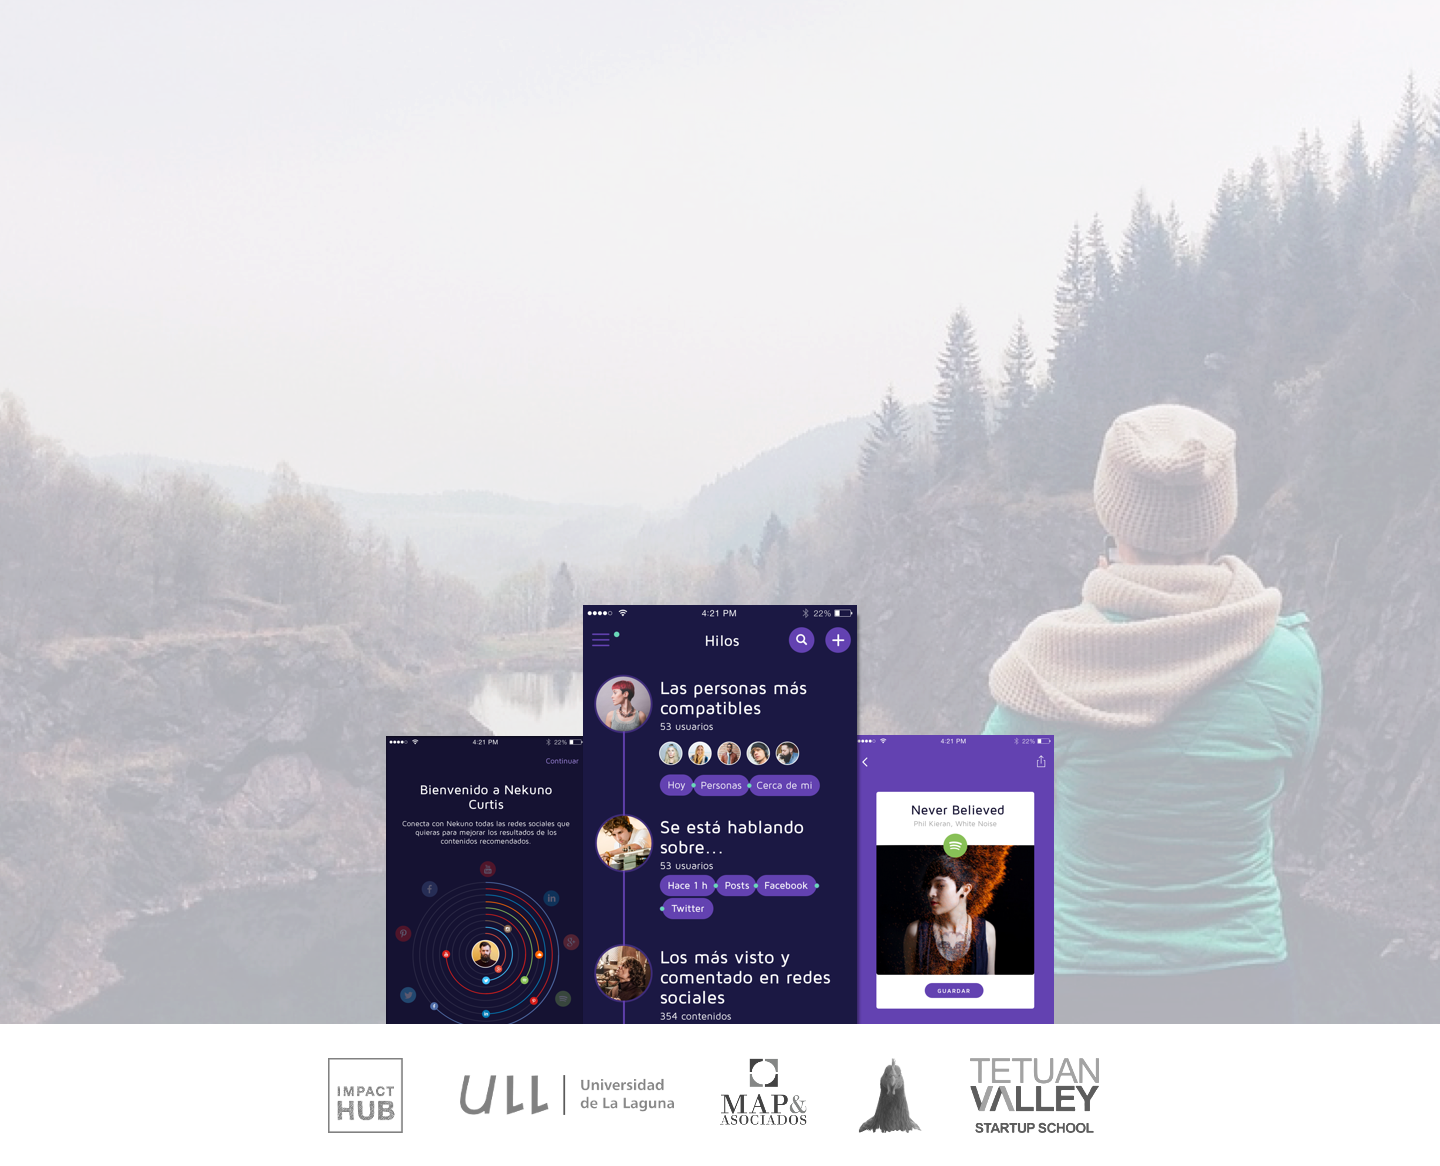 4:21 PM
22%
Hilos
Las personas más
compatibles
53 usuarios
Hoy
Personas
Cerca de mi
Se está hablando
sobre...
53 usuarios
Hace 1 h
Posts
Facebook
Twitter
Los más visto y
comentado en redes
sociales
354 contenidos
4:21 PM
22%
Continuar
Bienvenido a Nekuno
Curtis
Conecta con Nekuno todas las redes sociales que
quieras para mejorar los resultados de los
contenidos recomendados.
4:21 PM
22%
Never Believed
Phil Kieran, White Noise
GUARDAR
IMPACT
HUB
ULL
Universidad
de La Laguna
MAP&
ASOCIADOS
TETUAN
VALLEY
STARTUP SCHOOL